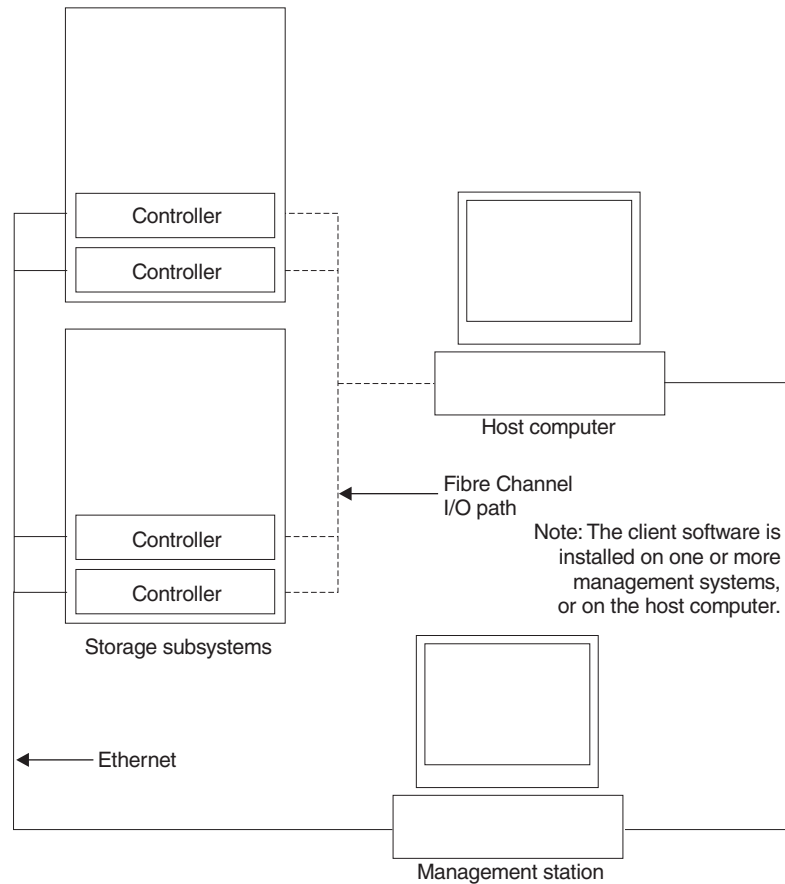 Controller
Controller
Host computer
Fibre Channel
I/O path
Note: The client software is
installed on one or more
management systems,
or on the host computer.
Controller
Controller
Storage subsystems
Ethernet
Management station